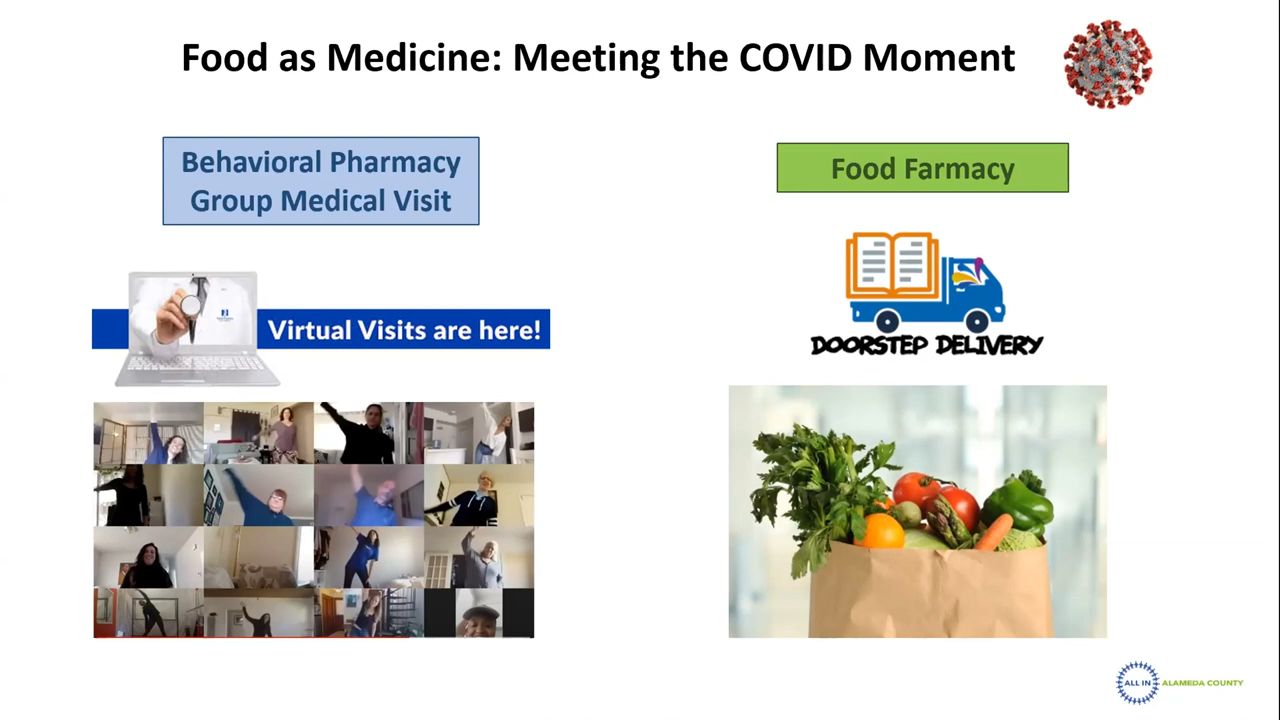 Food as Medicine: Meeting the COVID Moment
Behavioral Pharmacy
Group Medical Visit
Food Farmacy
Virtual Visits are here!
DOORSTEP DELIVERY
ALL IN ALAMEDA COUNTY